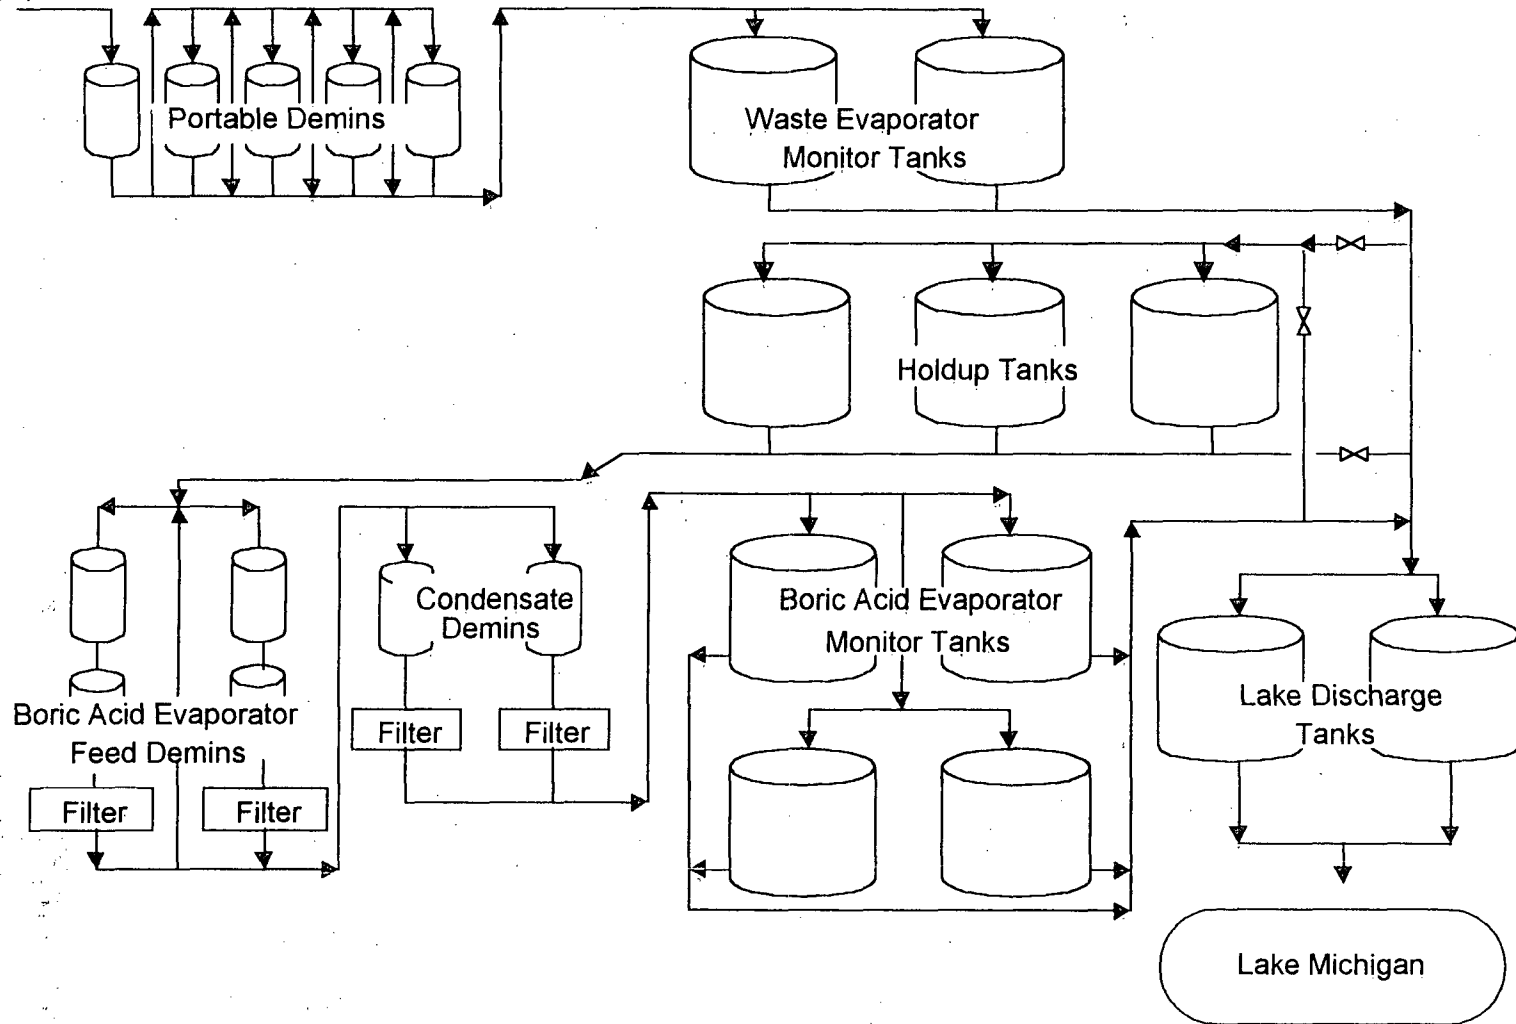 Portable Demins
Waste Evaporator
Monitor Tanks
Holdup Tanks
Condensate
Demins
Boric Acid Evaporator
Monitor Tanks
Boric Acid Evaporator
Feed Demins
Filter
Filter
Filter
Filter
Lake Discharge
Tanks
Lake Michigan